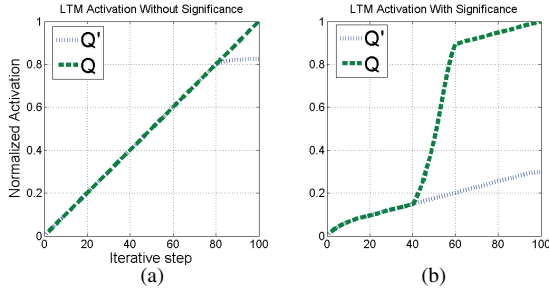 LTM Activation Without Significance
Normalized Activation
1
0.8
0.6
0.4
0.2
0
Q'
Q
0
20
40
60
80
100
Iterative step
(a)
LTM Activation With Significance
1
0.8
0.6
0.4
0.2
0
Q'
Q
0
20
40
60
80
100
(b)